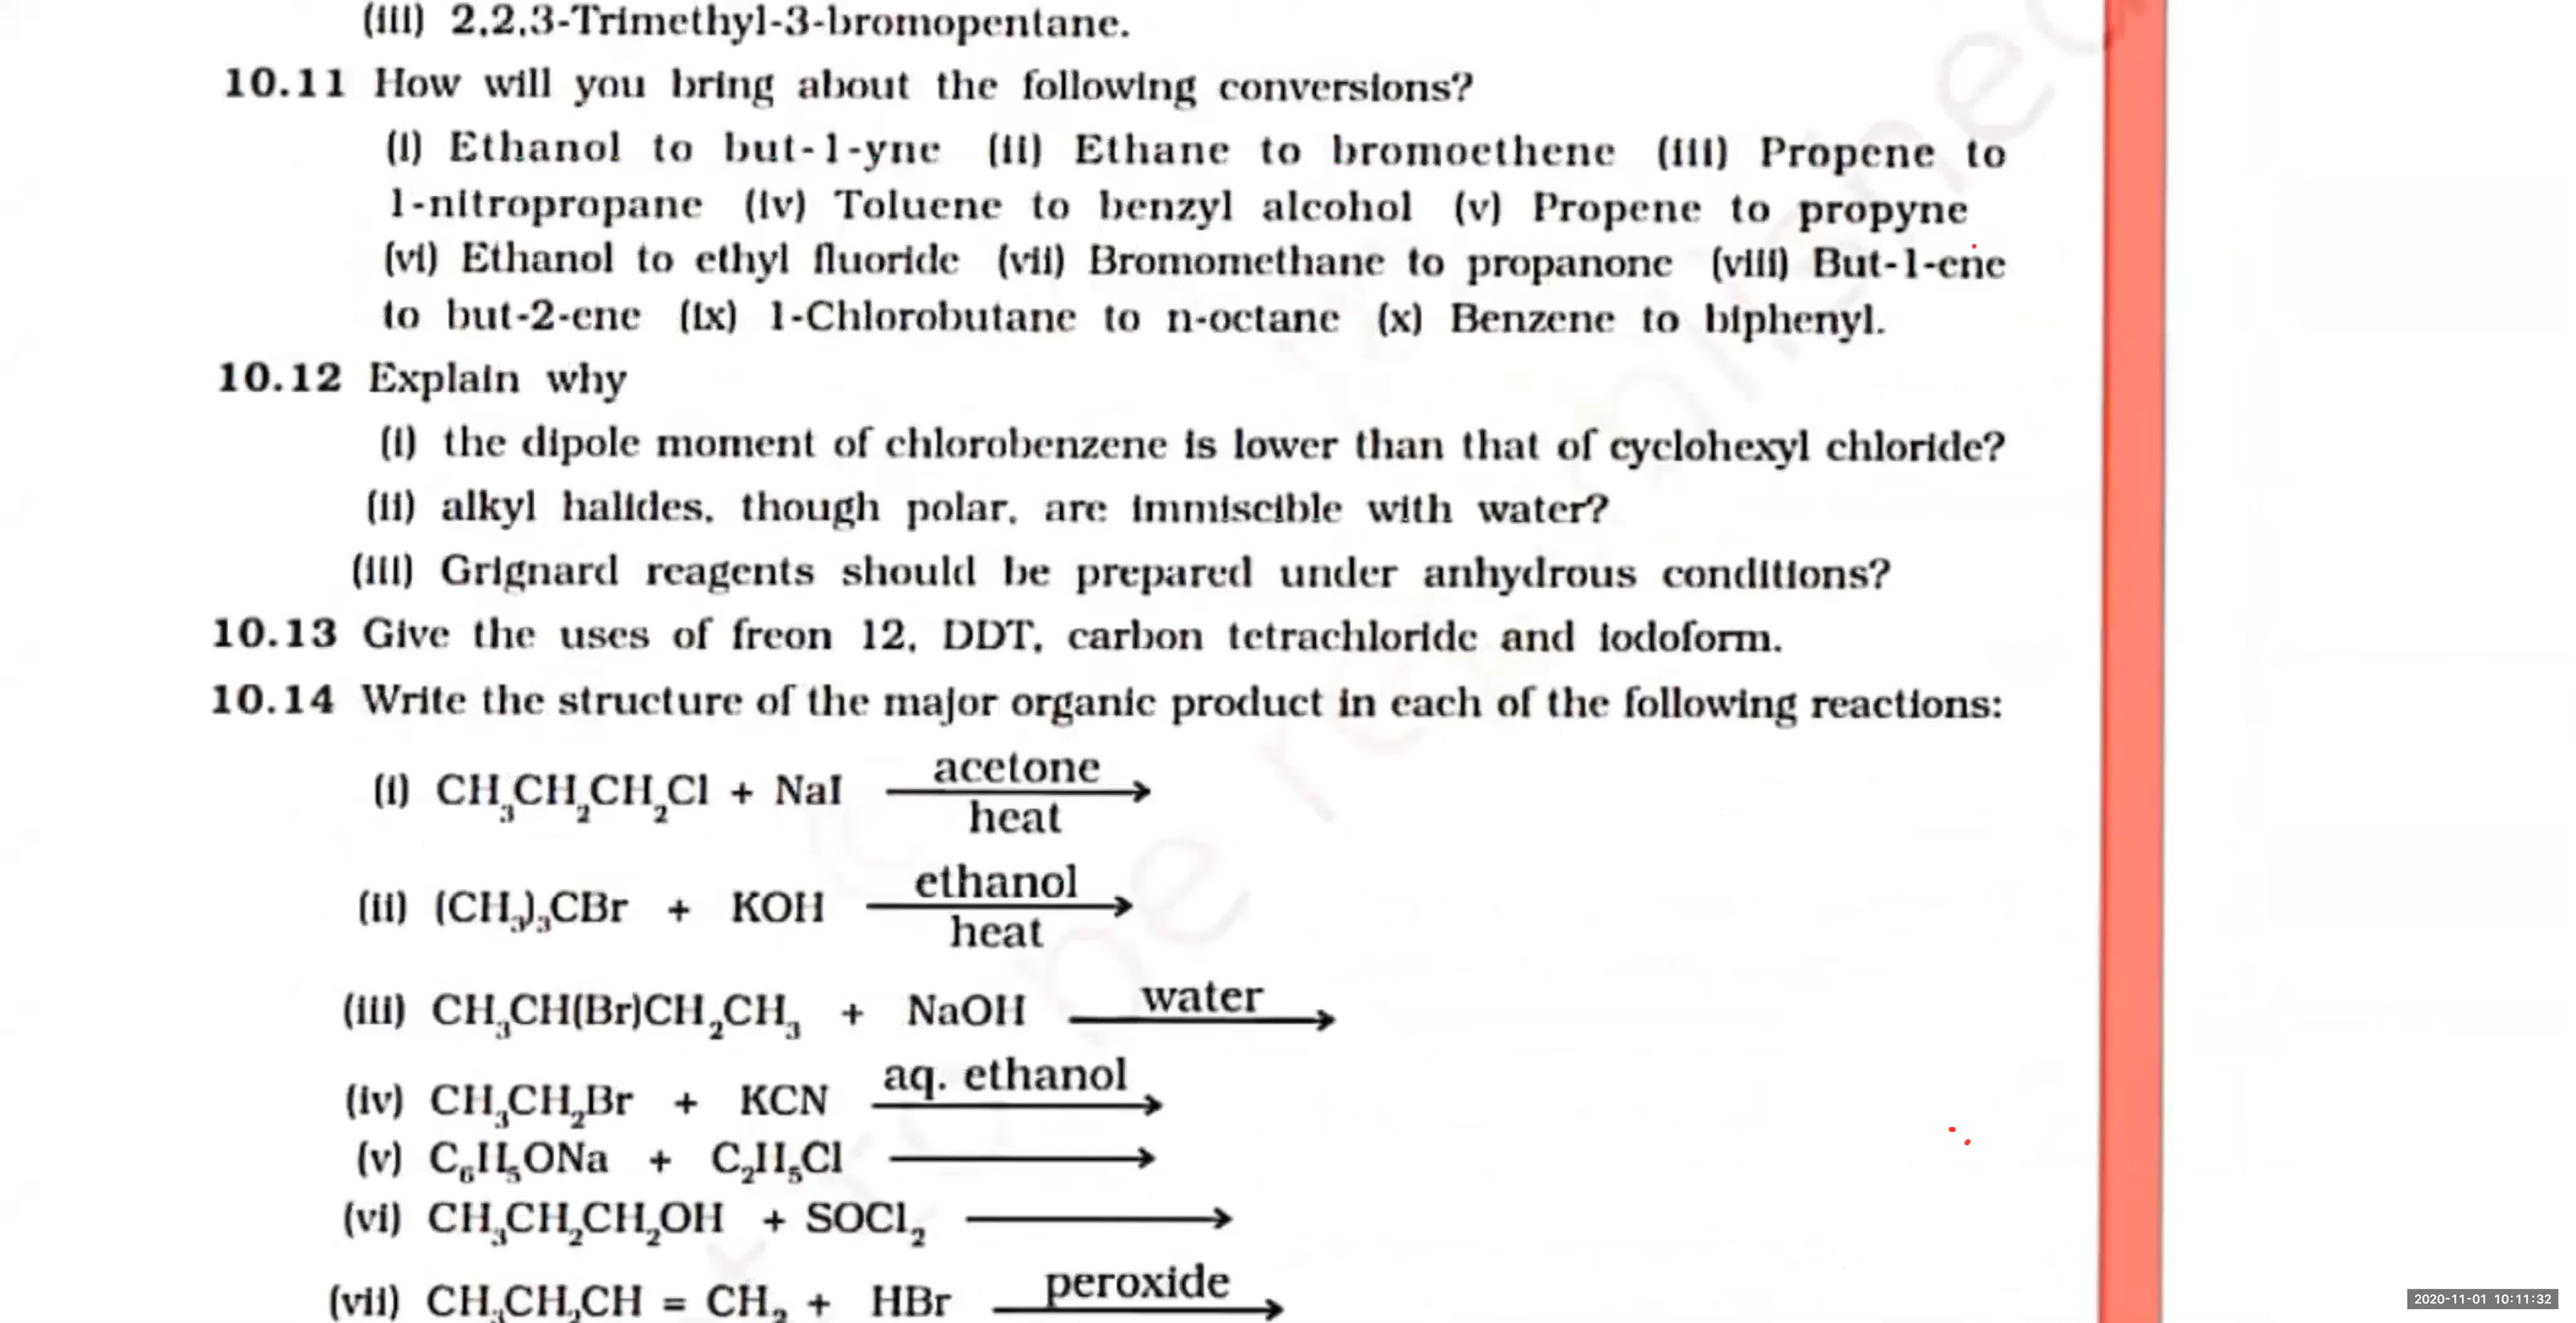 (iii) 2,2,3-Trimethyl-3-bromopentane.
10.11 How will you bring about the following conversions?
(i) Ethanol to but-1-yne (ii) Ethane to bromoethene (iii) Propene to
1-nitropropane (iv) Toluene to benzyl alcohol (v) Propene to propyne
(vi) Ethanol to ethyl fluoride (vii) Bromomethane to propanone (viii) But-1-ene
to but-2-ene (ix) 1-Chlorobutane to n-octane (x) Benzene to biphenyl.
10.12 Explain why
(i) the dipole moment of chlorobenzene is lower than that of cyclohexyl chloride?
(ii) alkyl halides, though polar, are immiscible with water?
(iii) Grignard reagents should be prepared under anhydrous conditions?
10.13 Give the uses of freon 12, DDT, carbon tetrachloride and iodoform.
10.14 Write the structure of the major organic product in each of the following reactions:
(i) CH₃CH₂CH₂Cl + NaI acetone heat
(ii) (CH₃)₃CBr + KOH ethanol heat
(iii) CH₃CH(Br)CH₂CH₃ + NaOH water
(iv) CH₃CH₂Br + KCN aq. ethanol
(v) C₆H₅ONa + C₂H₅Cl
(vi) CH₃CH₂CH₂OH + SOCl₂
(vii) CH₃CH₂CH = CH₂ + HBr peroxide
2020-11-01 10:11:32